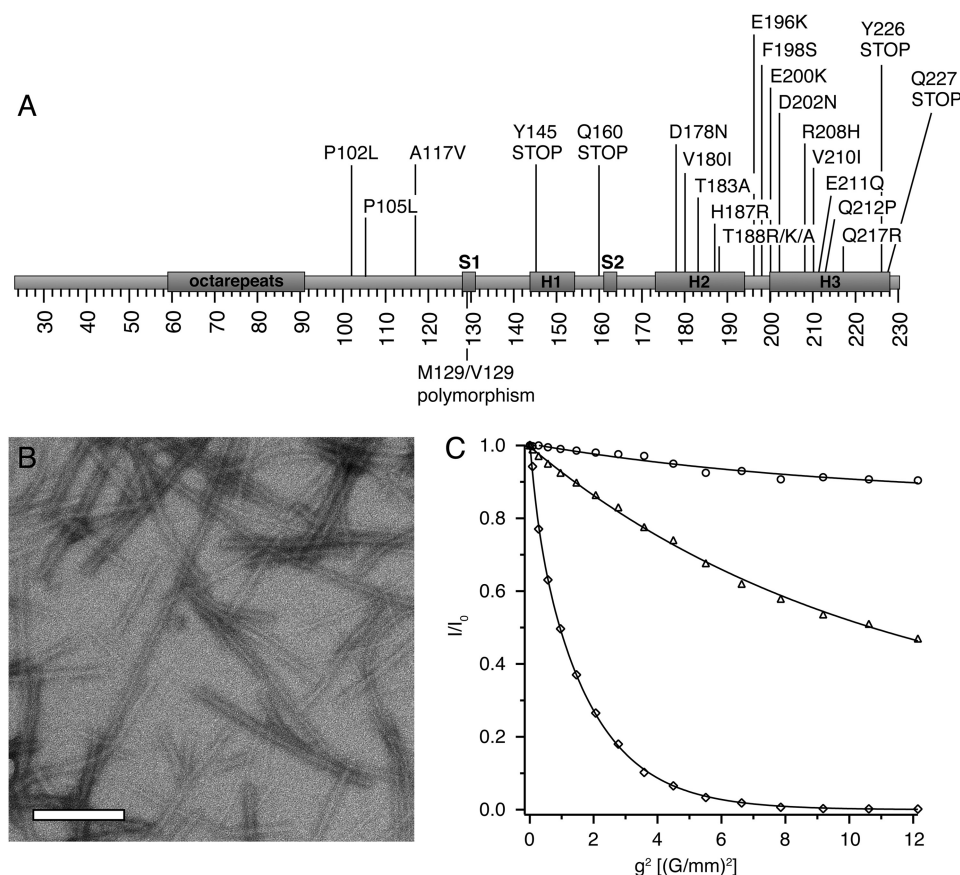 A
E196K
Y226
STOP
F198S
E200K
Q227
STOP
D202N
P102L
A117V
Y145
STOP
Q160
STOP
D178N
R208H
V180I
V210I
T183A
E211Q
P105L
H187R
Q212P
T188R/K/A
Q217R
S1
S2
octarepeats
H1
H2
H3
30 40 50 60 70 80 90 100 110 120 130 140 150 160 170 180 190 200 210 220 230
M129/V129
polymorphism
B
C
1.0
0.8
0.6
0.4
0.2
0.0
I/I0
0 2 4 6 8 10 12
g² [(G/mm)²]